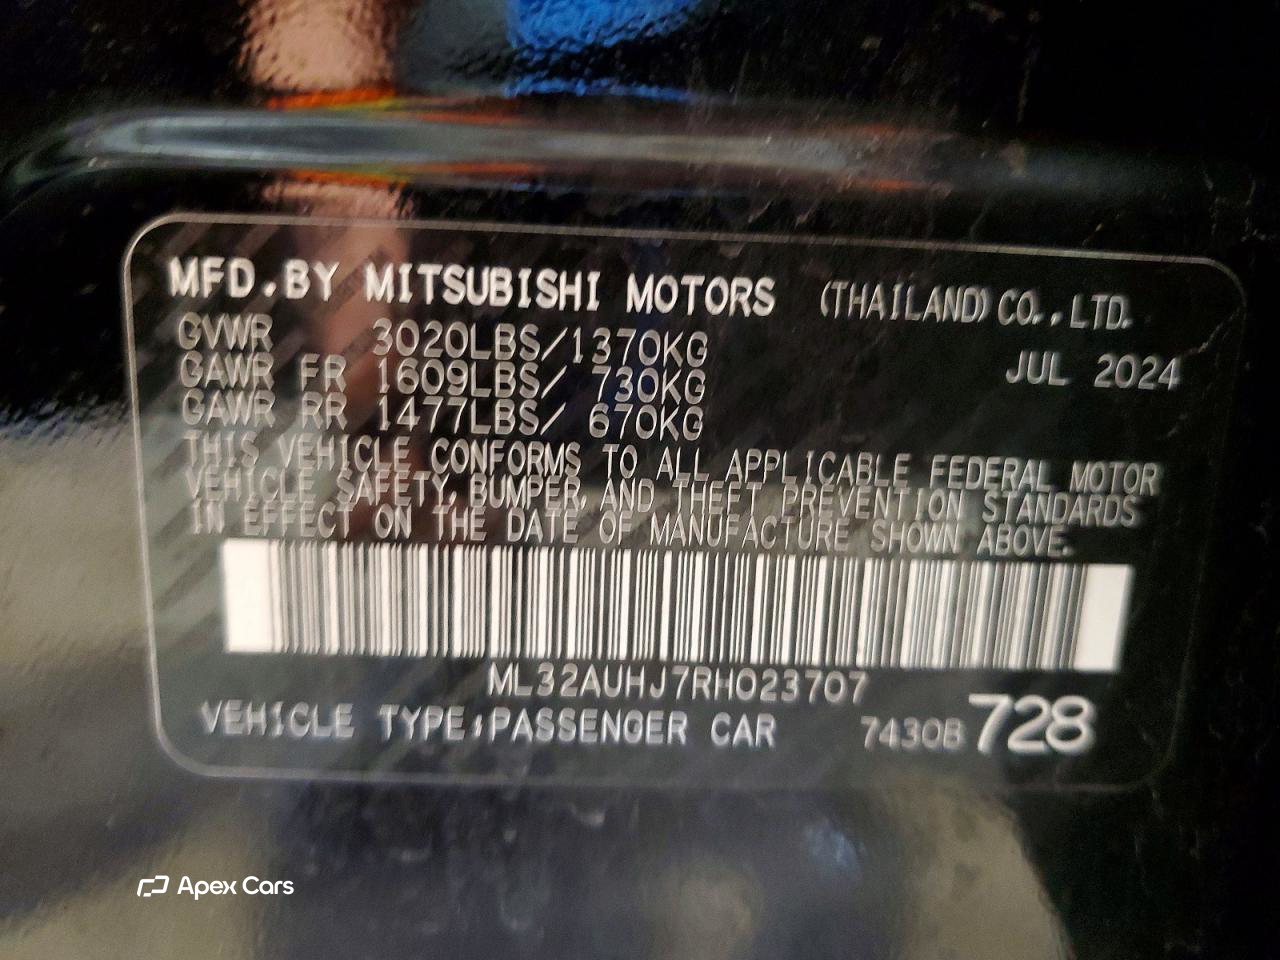 MFD.BY MITSUBISHI MOTORS (THAILAND)CO.,LTD.
GVWR 3020LBS/1370KG
JUL 2024
GAWR FR 1609LBS/ 730KG
GAWR RR 1477LBS/ 670KG
THIS VEHICLE CONFORMS TO ALL APPLICABLE FEDERAL MOTOR
VEHICLE SAFETY, BUMPER, AND THEFT PREVENTION STANDARDS
IN EFFECT ON THE DATE OF MANUFACTURE SHOWN ABOVE.
ML32AUHJ7RH023707
VEHICLE TYPE:PASSENGER CAR 7430B 728
Apex Cars